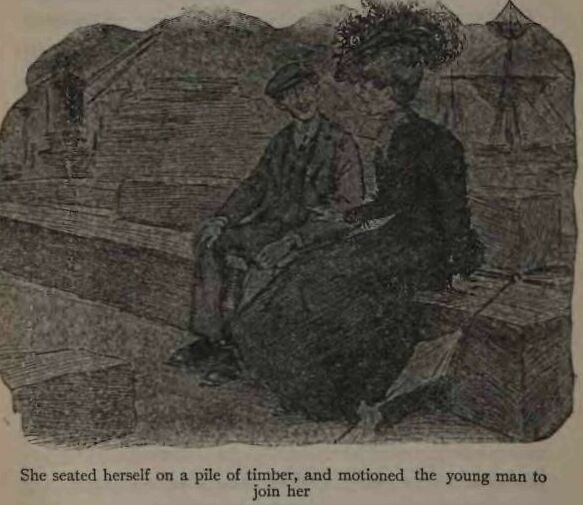 She seated herself on a pile of timber, and motioned the young man to
join her